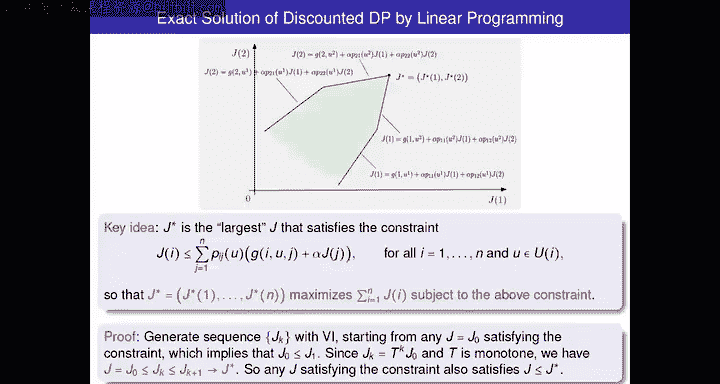 Exact Solution of Discounted DP by Linear Programming
J(2)
J(2) = g(2, u²) + αp₂₁(u²)J(1) + αp₂₂(u²)J(2)
J(2) = g(2, u¹) + αp₂₁(u¹)J(1) + αp₂₂(u¹)J(2)
J* = (J*(1), J*(2))
J(1) = g(1, u²) + αp₁₁(u²)J(1) + αp₁₂(u²)J(2)
J(1) = g(1, u¹) + αp₁₁(u¹)J(1) + αp₁₂(u¹)J(2)
0
J(1)
Key idea: J* is the "largest" J that satisfies the constraint
J(i) ≤ ∑ⁿⱼ₌₁ pᵢⱼ(u)(g(i, u, j) + αJ(j)), for all i = 1, . . . , n and u ∈ U(i),
so that J* = (J*(1), . . . , J*(n)) maximizes ∑ⁿᵢ₌₁ J(i) subject to the above constraint.
Proof: Generate sequence {Jₖ} with VI, starting from any J = J₀ satisfying the
constraint, which implies that J₀ ≤ J₁. Since Jₖ = TᵏJ₀ and T is monotone, we have
J = J₀ ≤ Jₖ ≤ Jₖ₊₁ → J*. So any J satisfying the constraint also satisfies J ≤ J*.